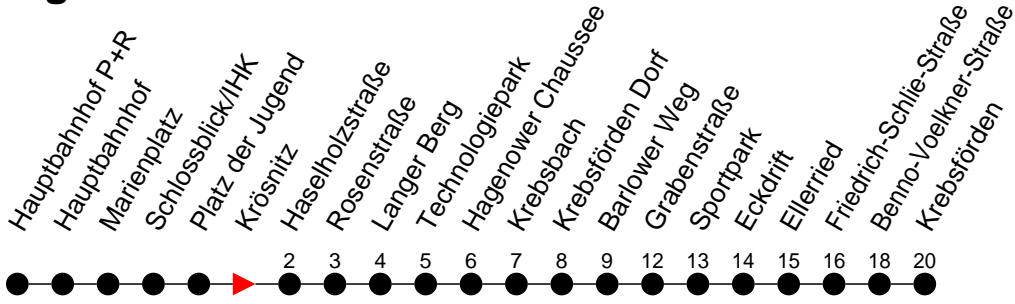 Hauptbahnhof P+R
Hauptbahnhof
Marienplatz
Schlossblick/IHK
Platz der Jugend
Krösnitz
Haselholzstraße
Rosenstraße
Langer Berg
Technologiepark
Hagenower Chaussee
Krebsbach
Krebsförden Dorf
Barlower Weg
Grabenstraße
Sportpark
Eckdrift
Ellerried
Friedrich-Schlie-Straße
Benno-Voelkner-Straße
Krebsförden
2 3 4 5 6 7 8 9 12 13 14 15 16 18 20